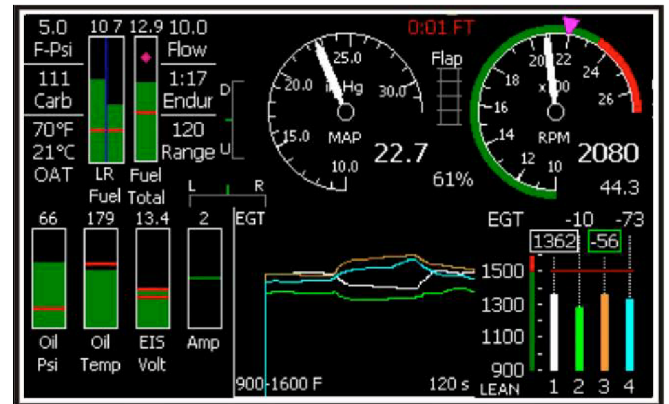 5.0 10.7 12.9 10.0
F-Psi Flow
111 1:17
Carb Endur
70°F 120
21°C Range
OAT
LR Fuel
Fuel Total
D
U
L R
0:01 FT
25.0
20.0 in Hg 30.0
15.0 MAP
10.0
22.7
Flap
61%
20 22
18 x100 24
16 26
14 RPM
12 10
2080
44.3
66 179 13.4 2
Oil Oil EIS Amp
Psi Temp Volt
EGT
900-1600 F 120 s
EGT -10 -73
1362 -56
1500
1300
1100
900
LEAN 1 2 3 4